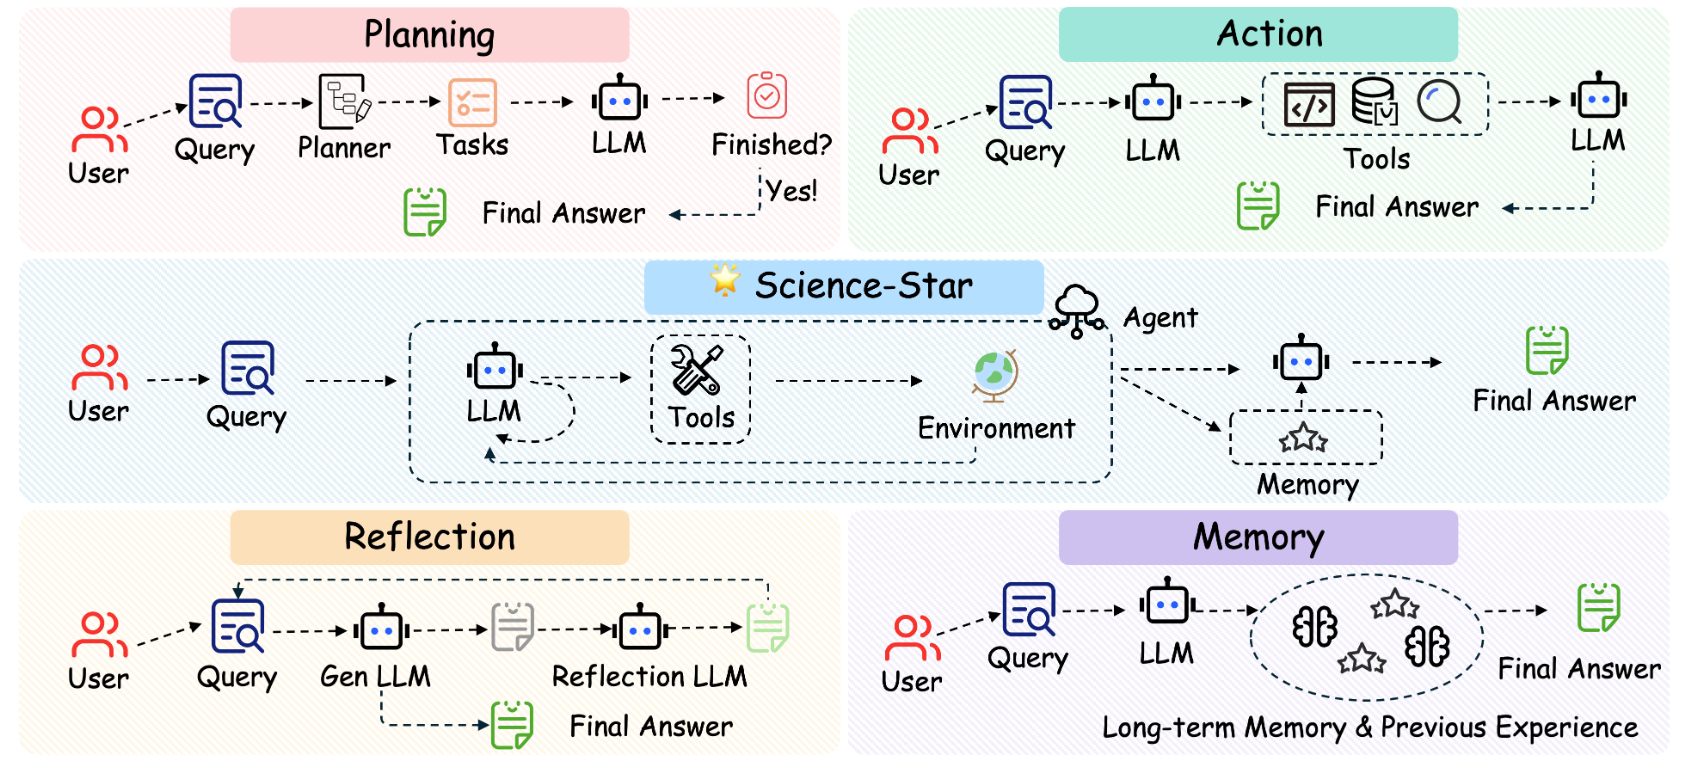 Planning
User
Query
Planner
Tasks
LLM
Finished?
Yes!
Final Answer
Action
User
Query
LLM
Tools
LLM
Final Answer
Science-Star
Agent
User
Query
LLM
Tools
Environment
Memory
Final Answer
Reflection
User
Query
Gen LLM
Reflection LLM
Final Answer
Memory
User
Query
LLM
Final Answer
Long-term Memory & Previous Experience